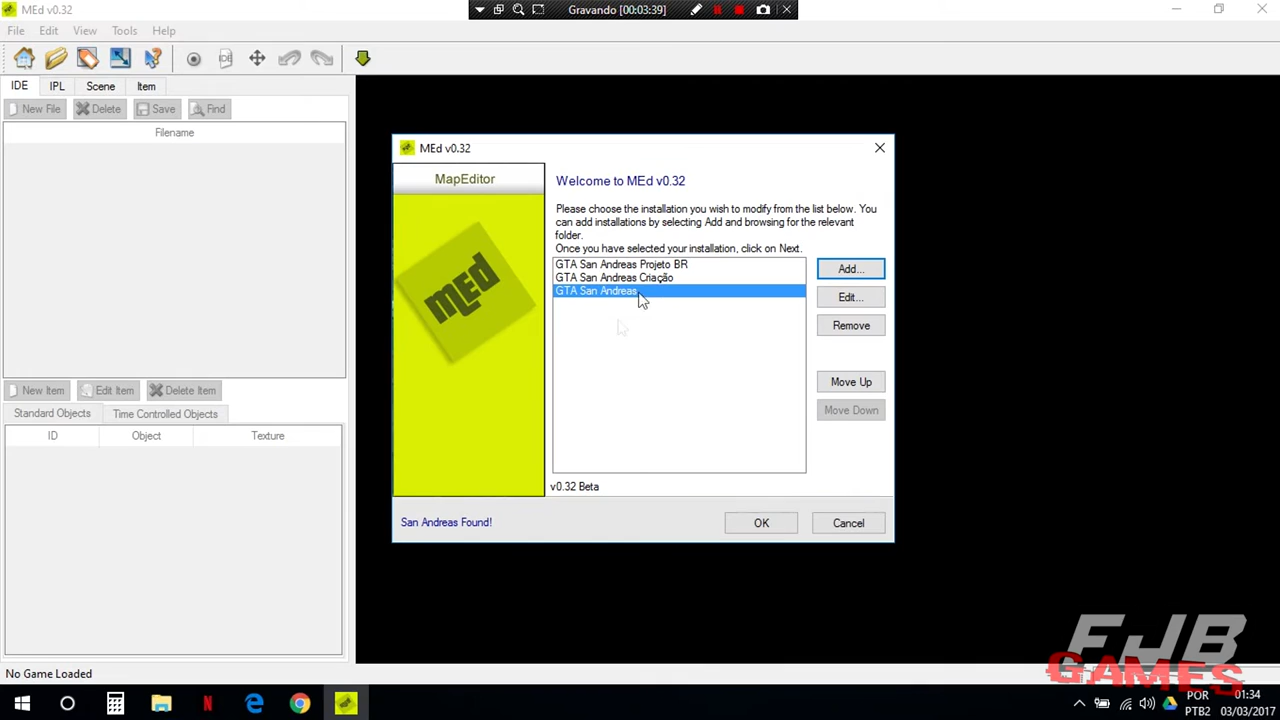 MEd v0.32
Gravando [00:03:39]
File Edit View Tools Help
IDE
IDE IPL Scene Item
New File Delete Save Find
Filename
New Item Edit Item Delete Item
Standard Objects Time Controlled Objects
ID Object Texture
No Game Loaded
MEd v0.32
MapEditor
MEd
Welcome to MEd v0.32
Please choose the installation you wish to modify from the list below. You
can add installations by selecting Add and browsing for the relevant
folder.
Once you have selected your installation, click on Next.
GTA San Andreas Projeto BR
GTA San Andreas Criação
GTA San Andreas
Add...
Edit...
Remove
Move Up
Move Down
v0.32 Beta
San Andreas Found!
OK Cancel
FJB
GAMES
POR
PTB2
01:34
03/03/2017